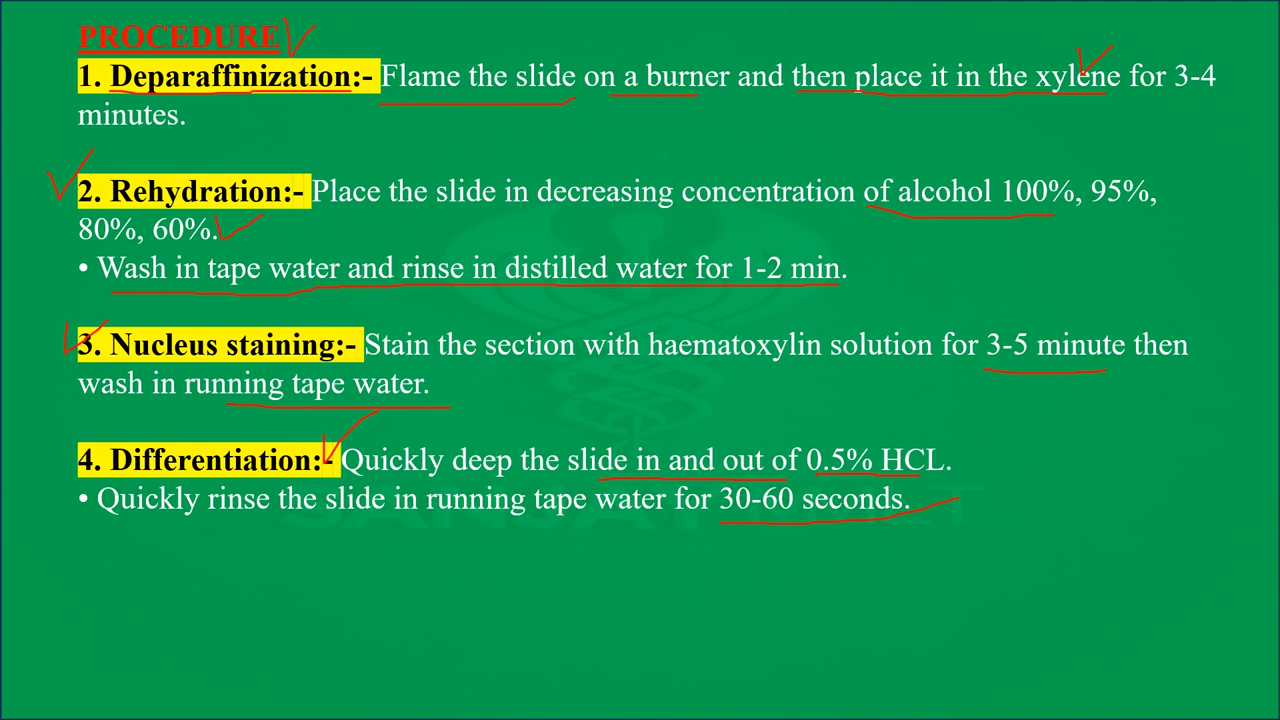 PROCEDURE
1. Deparaffinization:- Flame the slide on a burner and then place it in the xylene for 3-4
minutes.
2. Rehydration:- Place the slide in decreasing concentration of alcohol 100%, 95%,
80%, 60%.
• Wash in tape water and rinse in distilled water for 1-2 min.
3. Nucleus staining:- Stain the section with haematoxylin solution for 3-5 minute then
wash in running tape water.
4. Differentiation:- Quickly deep the slide in and out of 0.5% HCL.
• Quickly rinse the slide in running tape water for 30-60 seconds.